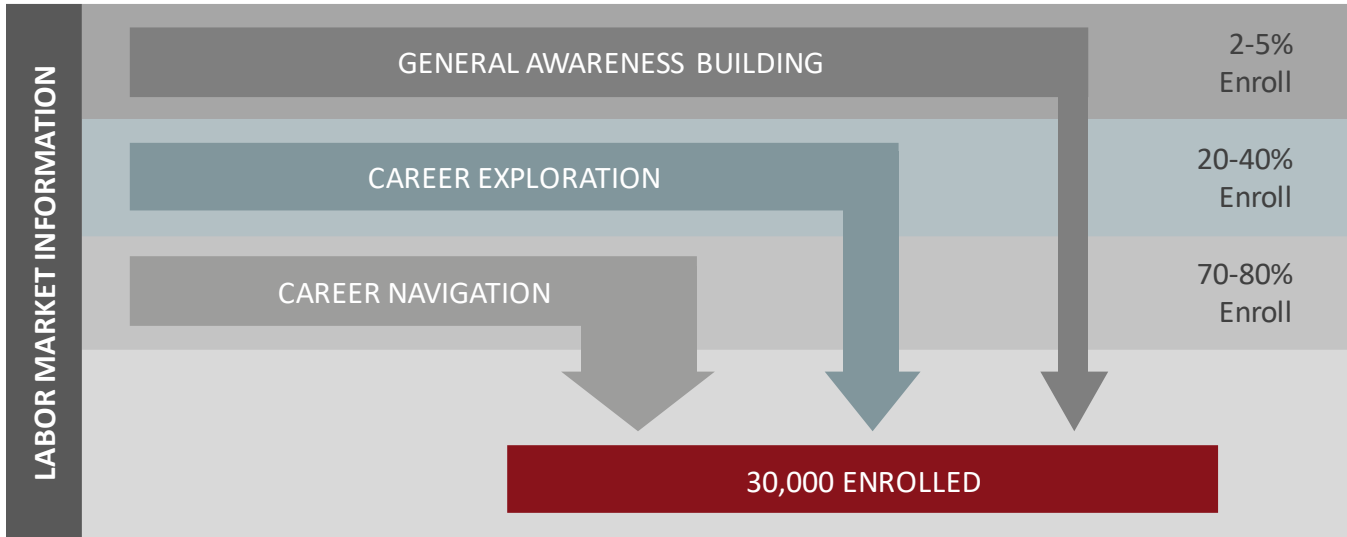 LABOR MARKET INFORMATION
GENERAL AWARENESS BUILDING
2-5%
Enroll
CAREER EXPLORATION
20-40%
Enroll
CAREER NAVIGATION
70-80%
Enroll
30,000 ENROLLED